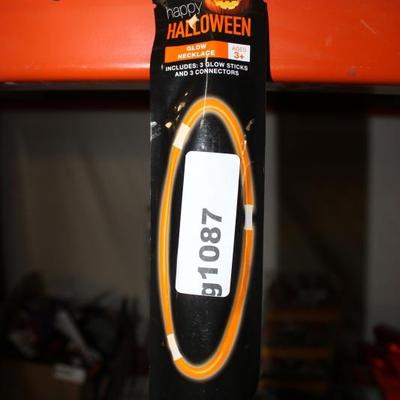 happy
HALLOWEEN
GLOW
NECKLACE
AGES
3+
INCLUDES: 3 GLOW STICKS
AND 3 CONNECTORS
g1087